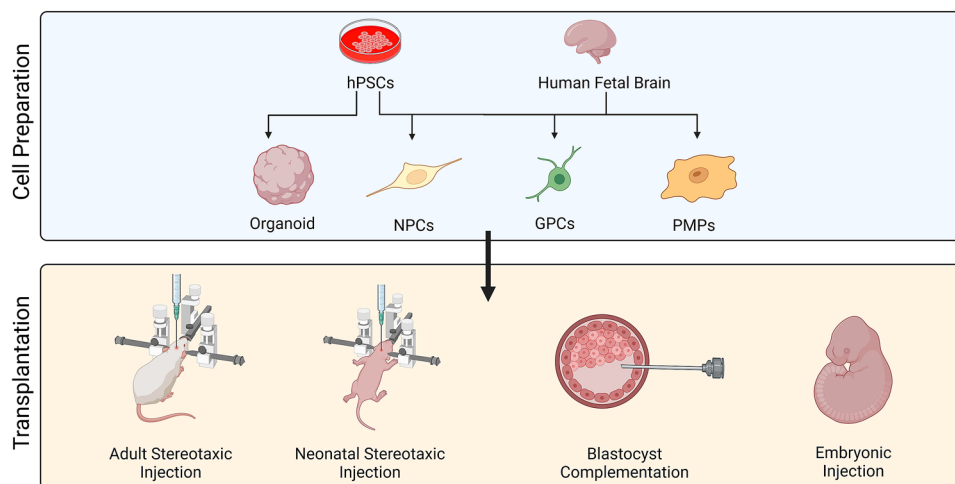 Cell Preparation
hPSCs
Human Fetal Brain
Organoid
NPCs
GPCs
PMPs
Transplantation
Adult Stereotaxic
Injection
Neonatal Stereotaxic
Injection
Blastocyst
Complementation
Embryonic
Injection